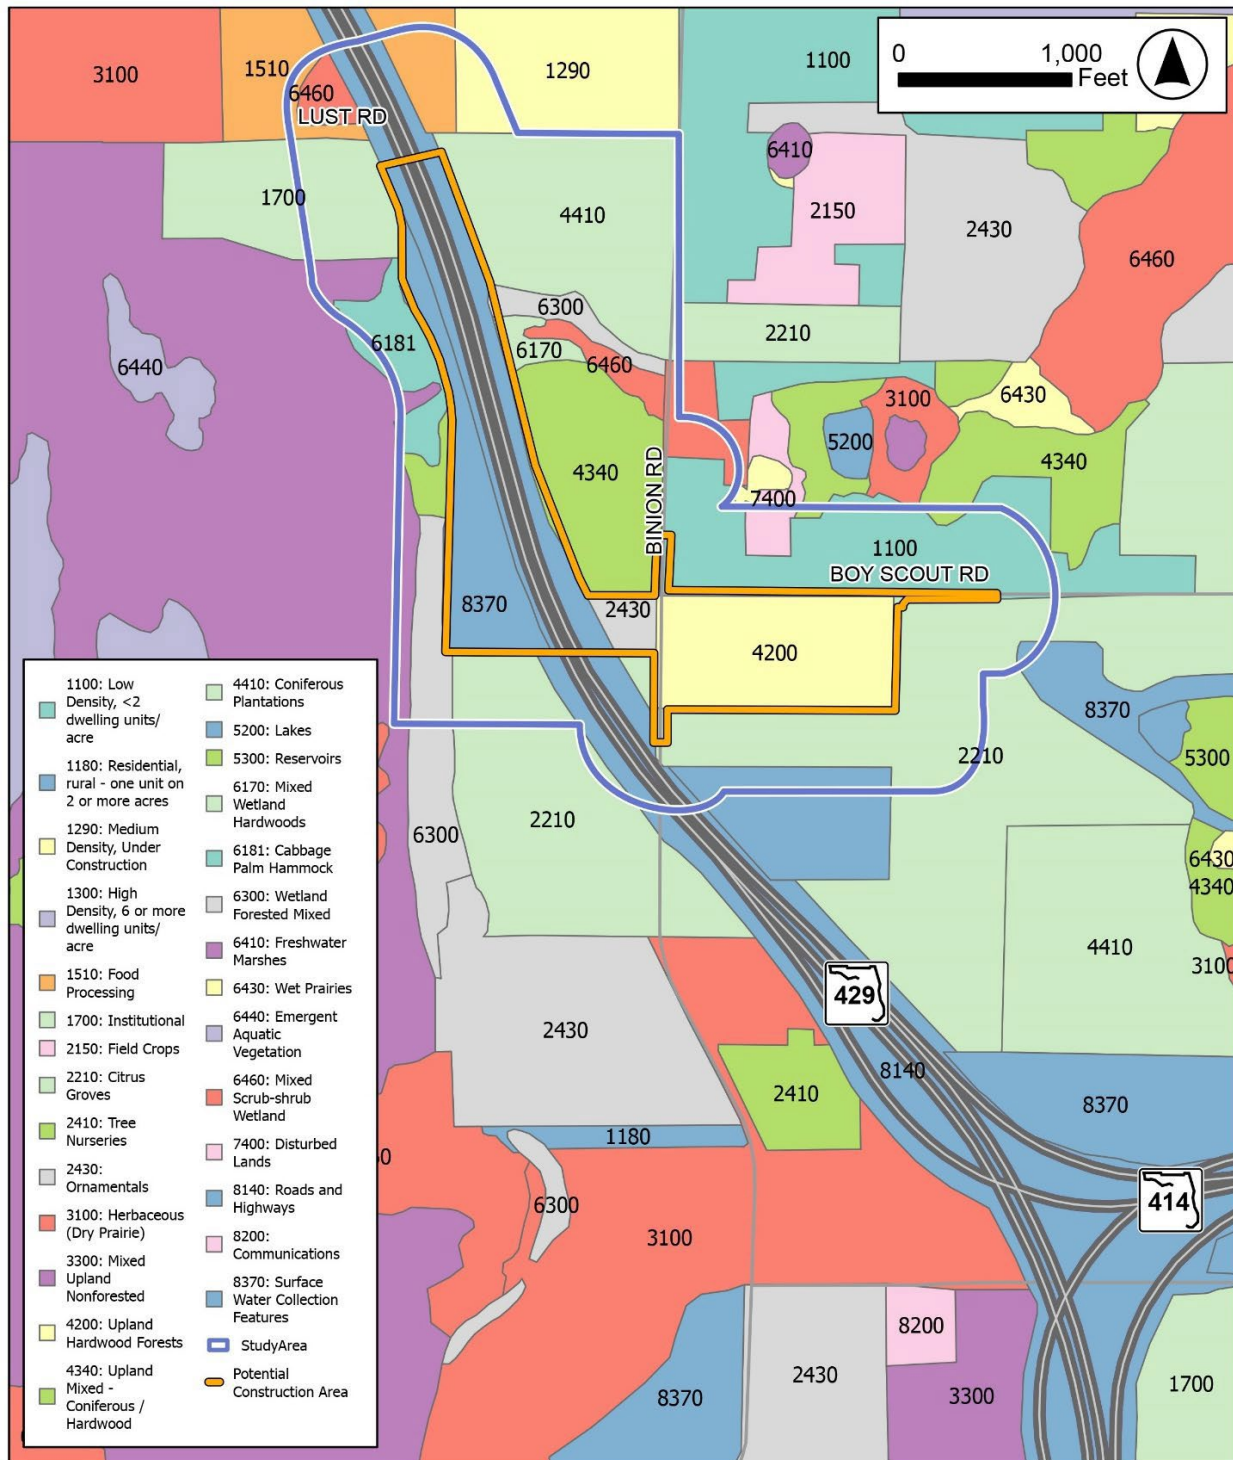 0 1,000
Feet
3100
1510
1290
1100
6460
LUST RD
6410
1700
4410
2150
2430
6460
6300
2210
6181
6170
6460
6440
3100
6430
5200
4340
4340
BINION RD
7400
1100
BOY SCOUT RD
8370
2430
4200
8370
2210
5300
2210
6300
6430
4340
4410
3100
429
2430
8140
2410
8370
1180
6300
414
3100
8200
2430
8370
3300
1700
1100: Low
Density, <2
dwelling units/
acre
1180: Residential,
rural - one unit on
2 or more acres
1290: Medium
Density, Under
Construction
1300: High
Density, 6 or more
dwelling units/
acre
1510: Food
Processing
1700: Institutional
2150: Field Crops
2210: Citrus
Groves
2410: Tree
Nurseries
2430:
Ornamentals
3100: Herbaceous
(Dry Prairie)
3300: Mixed
Upland
Nonforested
4200: Upland
Hardwood Forests
4340: Upland
Mixed -
Coniferous /
Hardwood
4410: Coniferous
Plantations
5200: Lakes
5300: Reservoirs
6170: Mixed
Wetland
Hardwoods
6181: Cabbage
Palm Hammock
6300: Wetland
Forested Mixed
6410: Freshwater
Marshes
6430: Wet Prairies
6440: Emergent
Aquatic
Vegetation
6460: Mixed
Scrub-shrub
Wetland
7400: Disturbed
Lands
8140: Roads and
Highways
8200:
Communications
8370: Surface
Water Collection
Features
StudyArea
Potential
Construction Area